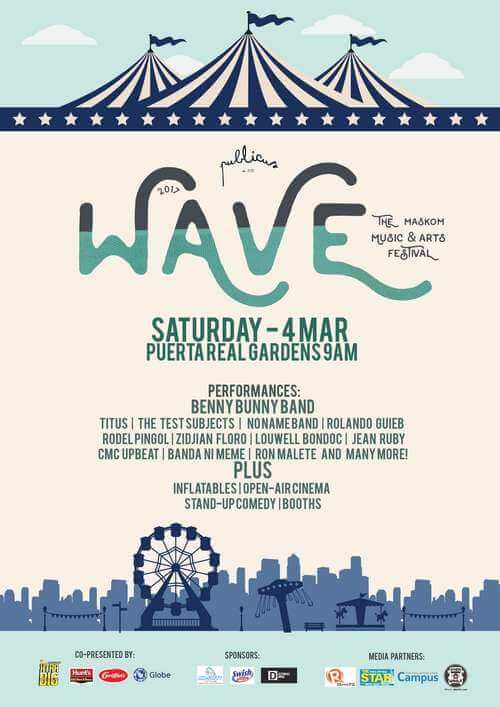 publicus
2017
WAVE
THE MASKOM
MUSIC & ARTS
FESTIVAL
SATURDAY - 4 MAR
PUERTA REAL GARDENS 9AM
PERFORMANCES:
BENNY BUNNY BAND
TITUS | THE TEST SUBJECTS | NONAME BAND | ROLANDO GUIEB
RODEL PINGOL | ZIDJIAN FLORO | LOUWELL BONDOC | JEAN RUBY
CMC UPBEAT | BANDA NI MEME | RON MALETE AND MANY MORE!
PLUS
INFLATABLES | OPEN-AIR CINEMA
STAND-UP COMEDY | BOOTHS
CO-PRESENTED BY: SPONSORS: MEDIA PARTNERS:
Hunt's Globe Swish STAB Campus